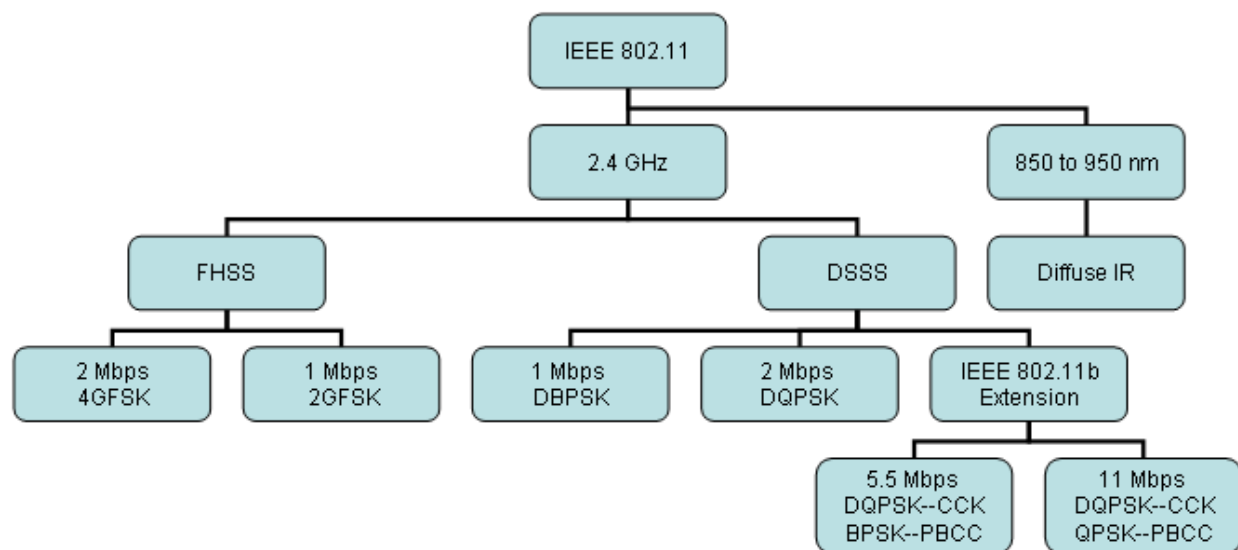 IEEE 802.11
2.4 GHz
850 to 950 nm
FHSS
DSSS
Diffuse IR
2 Mbps
4GFSK
1 Mbps
2GFSK
1 Mbps
DBPSK
2 Mbps
DQPSK
IEEE 802.11b
Extension
5.5 Mbps
DQPSK--CCK
BPSK--PBCC
11 Mbps
DQPSK--CCK
QPSK--PBCC